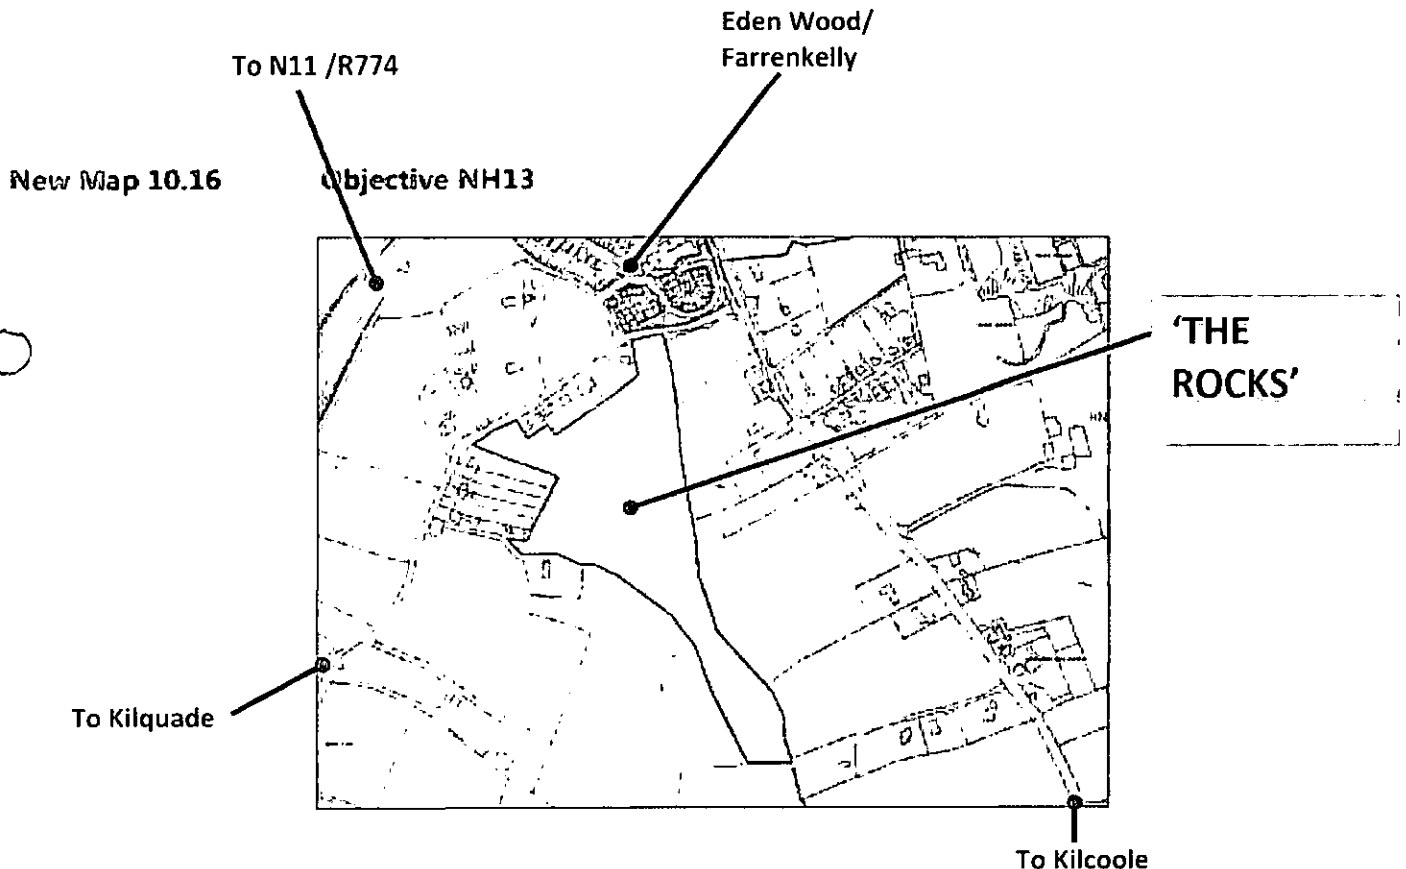 Eden Wood/
Farrenkelly
To N11 /R774
New Map 10.16 Objective NH13
'THE
ROCKS'
To Kilquade
To Kilcoole